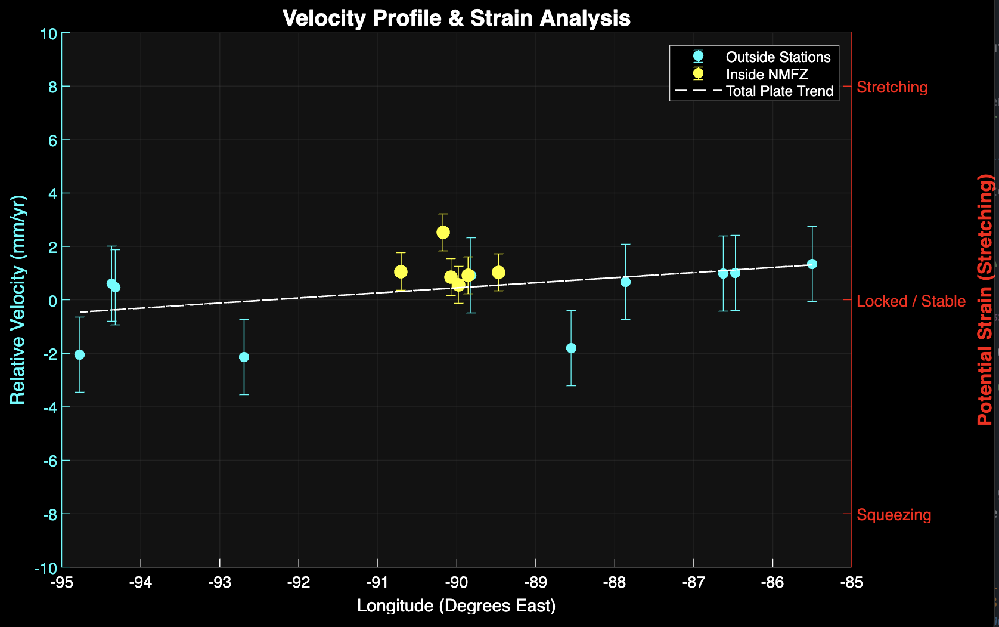 Velocity Profile & Strain Analysis
10
8
6
4
2
0
-2
-4
-6
-8
-10
Relative Velocity (mm/yr)
Outside Stations
Inside NMFZ
Total Plate Trend
Stretching
Locked / Stable
Squeezing
Potential Strain (Stretching)
-95 -94 -93 -92 -91 -90 -89 -88 -87 -86 -85
Longitude (Degrees East)